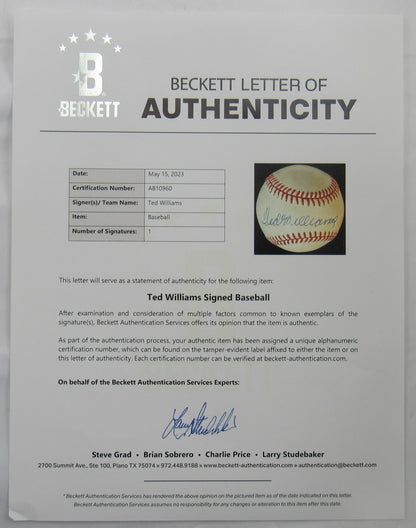 B
BECKETT
BECKETT LETTER OF
AUTHENTICITY
Date: May 15, 2023
Certification Number: AB10960
Signer(s)/ Team Name: Ted Williams
Item: Baseball
Number of Signatures: 1
Ted Williams
This letter will serve as a statement of authenticity for the following item:
Ted Williams Signed Baseball
After examination and consideration of multiple factors common to known exemplars of the
signature(s), Beckett Authentication Services offers its opinion that the item is authentic.
As part of the authentication process, your authentic item has been assigned a unique alphanumeric
certification number, which can be found on the tamper-evident label affixed to either the item or on
this letter of authenticity. Each certification number can be verified at beckett-authentication.com.
On behalf of the Beckett Authentication Services Experts:
Larry Studebaker
Steve Grad • Brian Sobrero • Charlie Price • Larry Studebaker
2700 Summit Ave., Ste 100, Plano TX 75074 • 972.448.9188 • www.beckett-authentication.com • authentication@beckett.com
*Beckett Authentication Services has rendered the above opinion on the pictured item as of the date indicated on this letter.
Beckett Authentication Services assumes no responsibility for any changes or alteration to this item after this date.